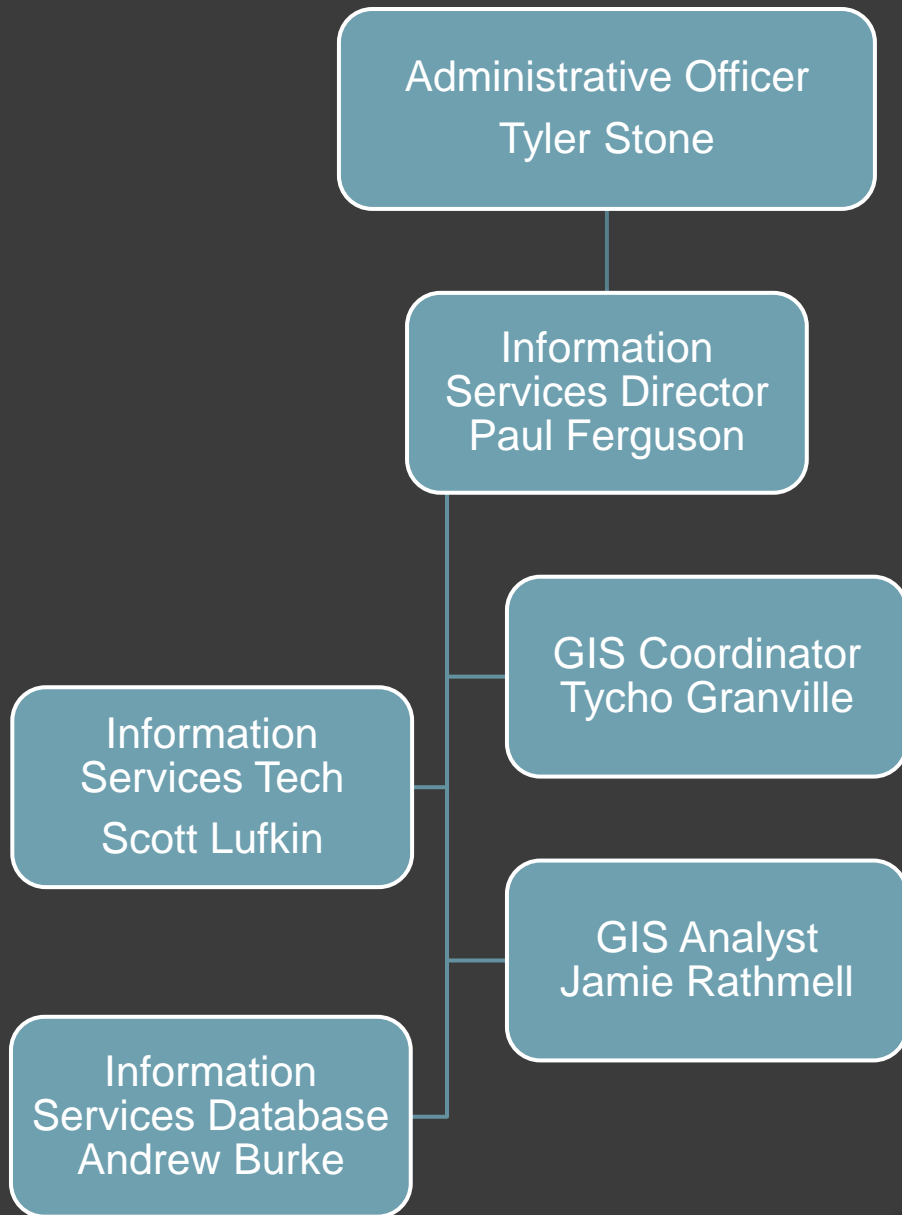 Administrative Officer
Tyler Stone
Information
Services Director
Paul Ferguson
GIS Coordinator
Tycho Granville
Information
Services Tech
Scott Lufkin
GIS Analyst
Jamie Rathmell
Information
Services Database
Andrew Burke